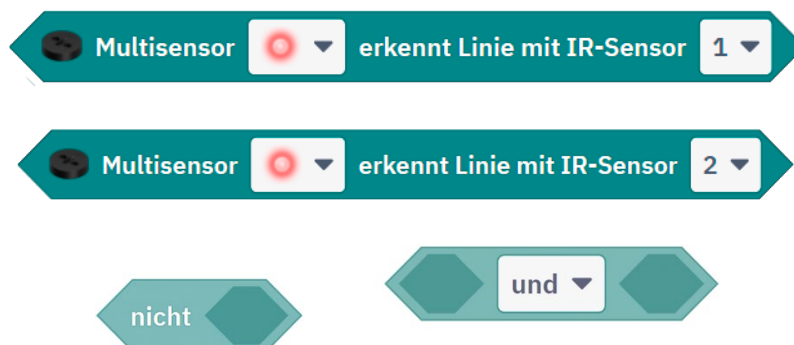 Multisensor erkennt Linie mit IR-Sensor 1
Multisensor erkennt Linie mit IR-Sensor 2
nicht
und